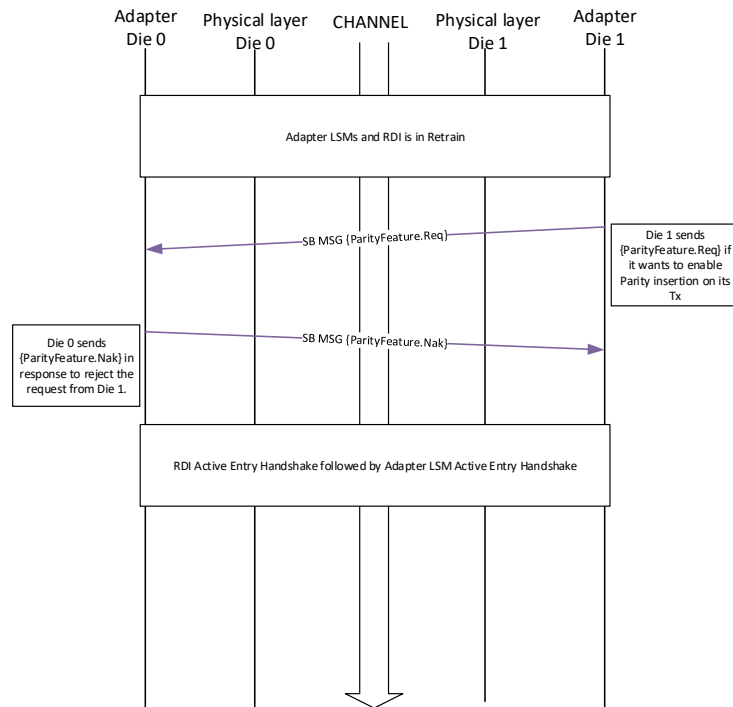 Adapter
Die 0
Physical layer
Die 0
CHANNEL
Physical layer
Die 1
Adapter
Die 1
Adapter LSMs and RDI is in Retrain
SB MSG {ParityFeature.Req}
Die 1 sends
{ParityFeature.Req} if
it wants to enable
Parity insertion on its
Tx
Die 0 sends
{ParityFeature.Nak} in
response to reject the
request from Die 1.
SB MSG {ParityFeature.Nak}
RDI Active Entry Handshake followed by Adapter LSM Active Entry Handshake